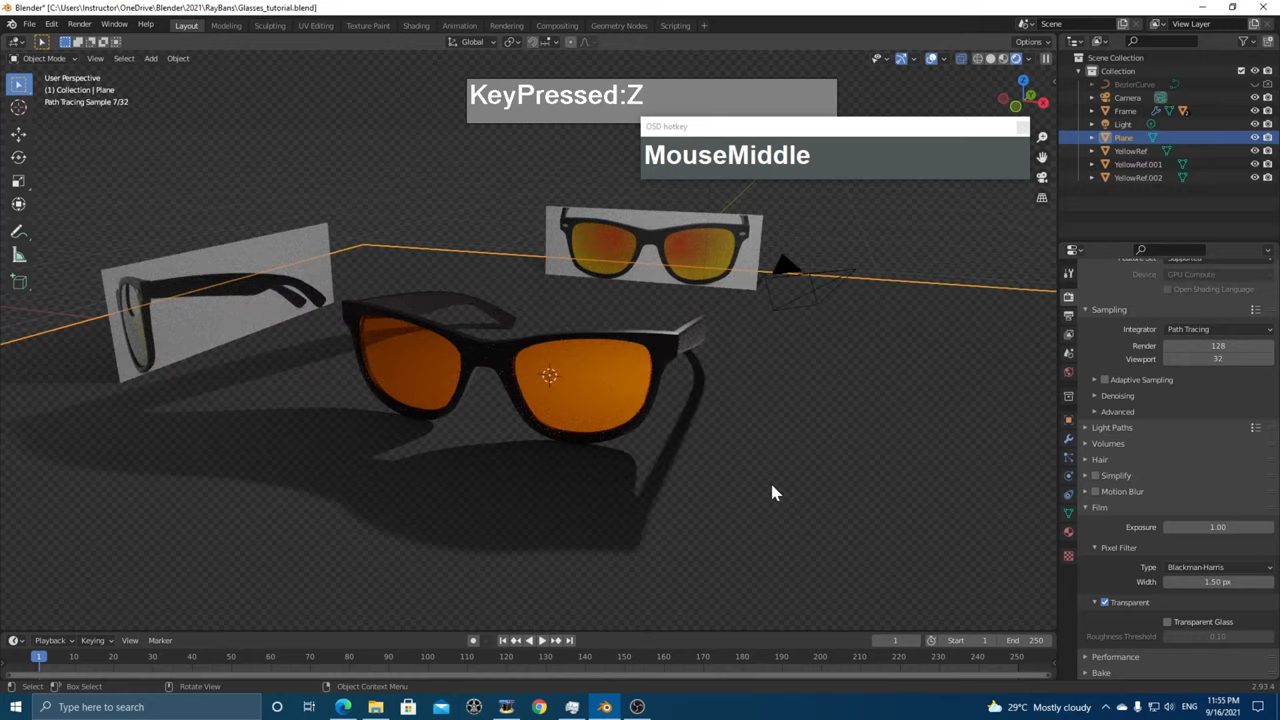 Blender* [C:\Users\Instructor\OneDrive\Blender\2021\RayBans\Glasses_tutorial.blend]
File Edit Render Window Help Layout Modeling Sculpting UV Editing Texture Paint Shading Animation Rendering Compositing Geometry Nodes Scripting + Scene View Layer
Global Options
Object Mode View Select Add Object
User Perspective
(1) Collection | Plane
Path Tracing Sample 7/32
KeyPressed:Z
OSD hotkey
MouseMiddle
Z
Y
X
Scene Collection
Collection
BezierCurve
Camera
Frame
Light
Plane
YellowRef
YellowRef.001
YellowRef.002
Feature Set Supported
Device GPU Compute
Open Shading Language
Sampling
Integrator Path Tracing
Render 128
Viewport 32
Adaptive Sampling
Denoising
Advanced
Light Paths
Volumes
Hair
Simplify
Motion Blur
Film
Exposure 1.00
Pixel Filter
Type Blackman-Harris
Width 1.50 px
Transparent
Transparent Glass
Roughness Threshold 0.10
Performance
Bake
Playback Keying View Marker 1 Start 1 End 250
1 10 20 30 40 50 60 70 80 90 100 110 120 130 140 150 160 170 180 190 200 210 220 230 240 250
Select Box Select Rotate View Object Context Menu 2.93.4
Type here to search 29°C Mostly cloudy 11:55 PM
9/16/2021